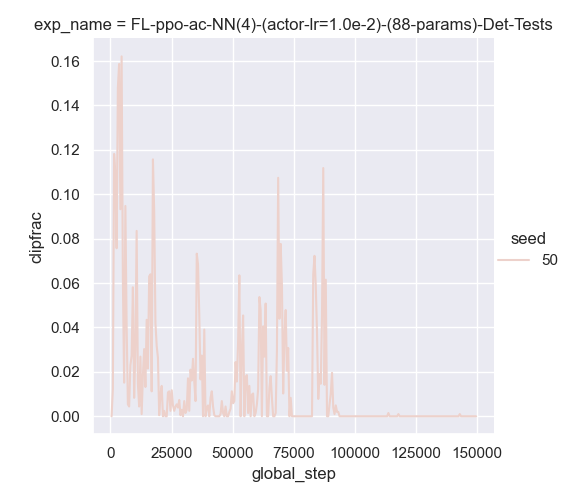 exp_name = FL-ppo-ac-NN(4)-(actor-lr=1.0e-2)-(88-params)-Det-Tests
0.16
0.14
0.12
0.10
0.08
0.06
0.04
0.02
0.00
clipfrac
0 25000 50000 75000 100000 125000 150000
global_step
seed
50